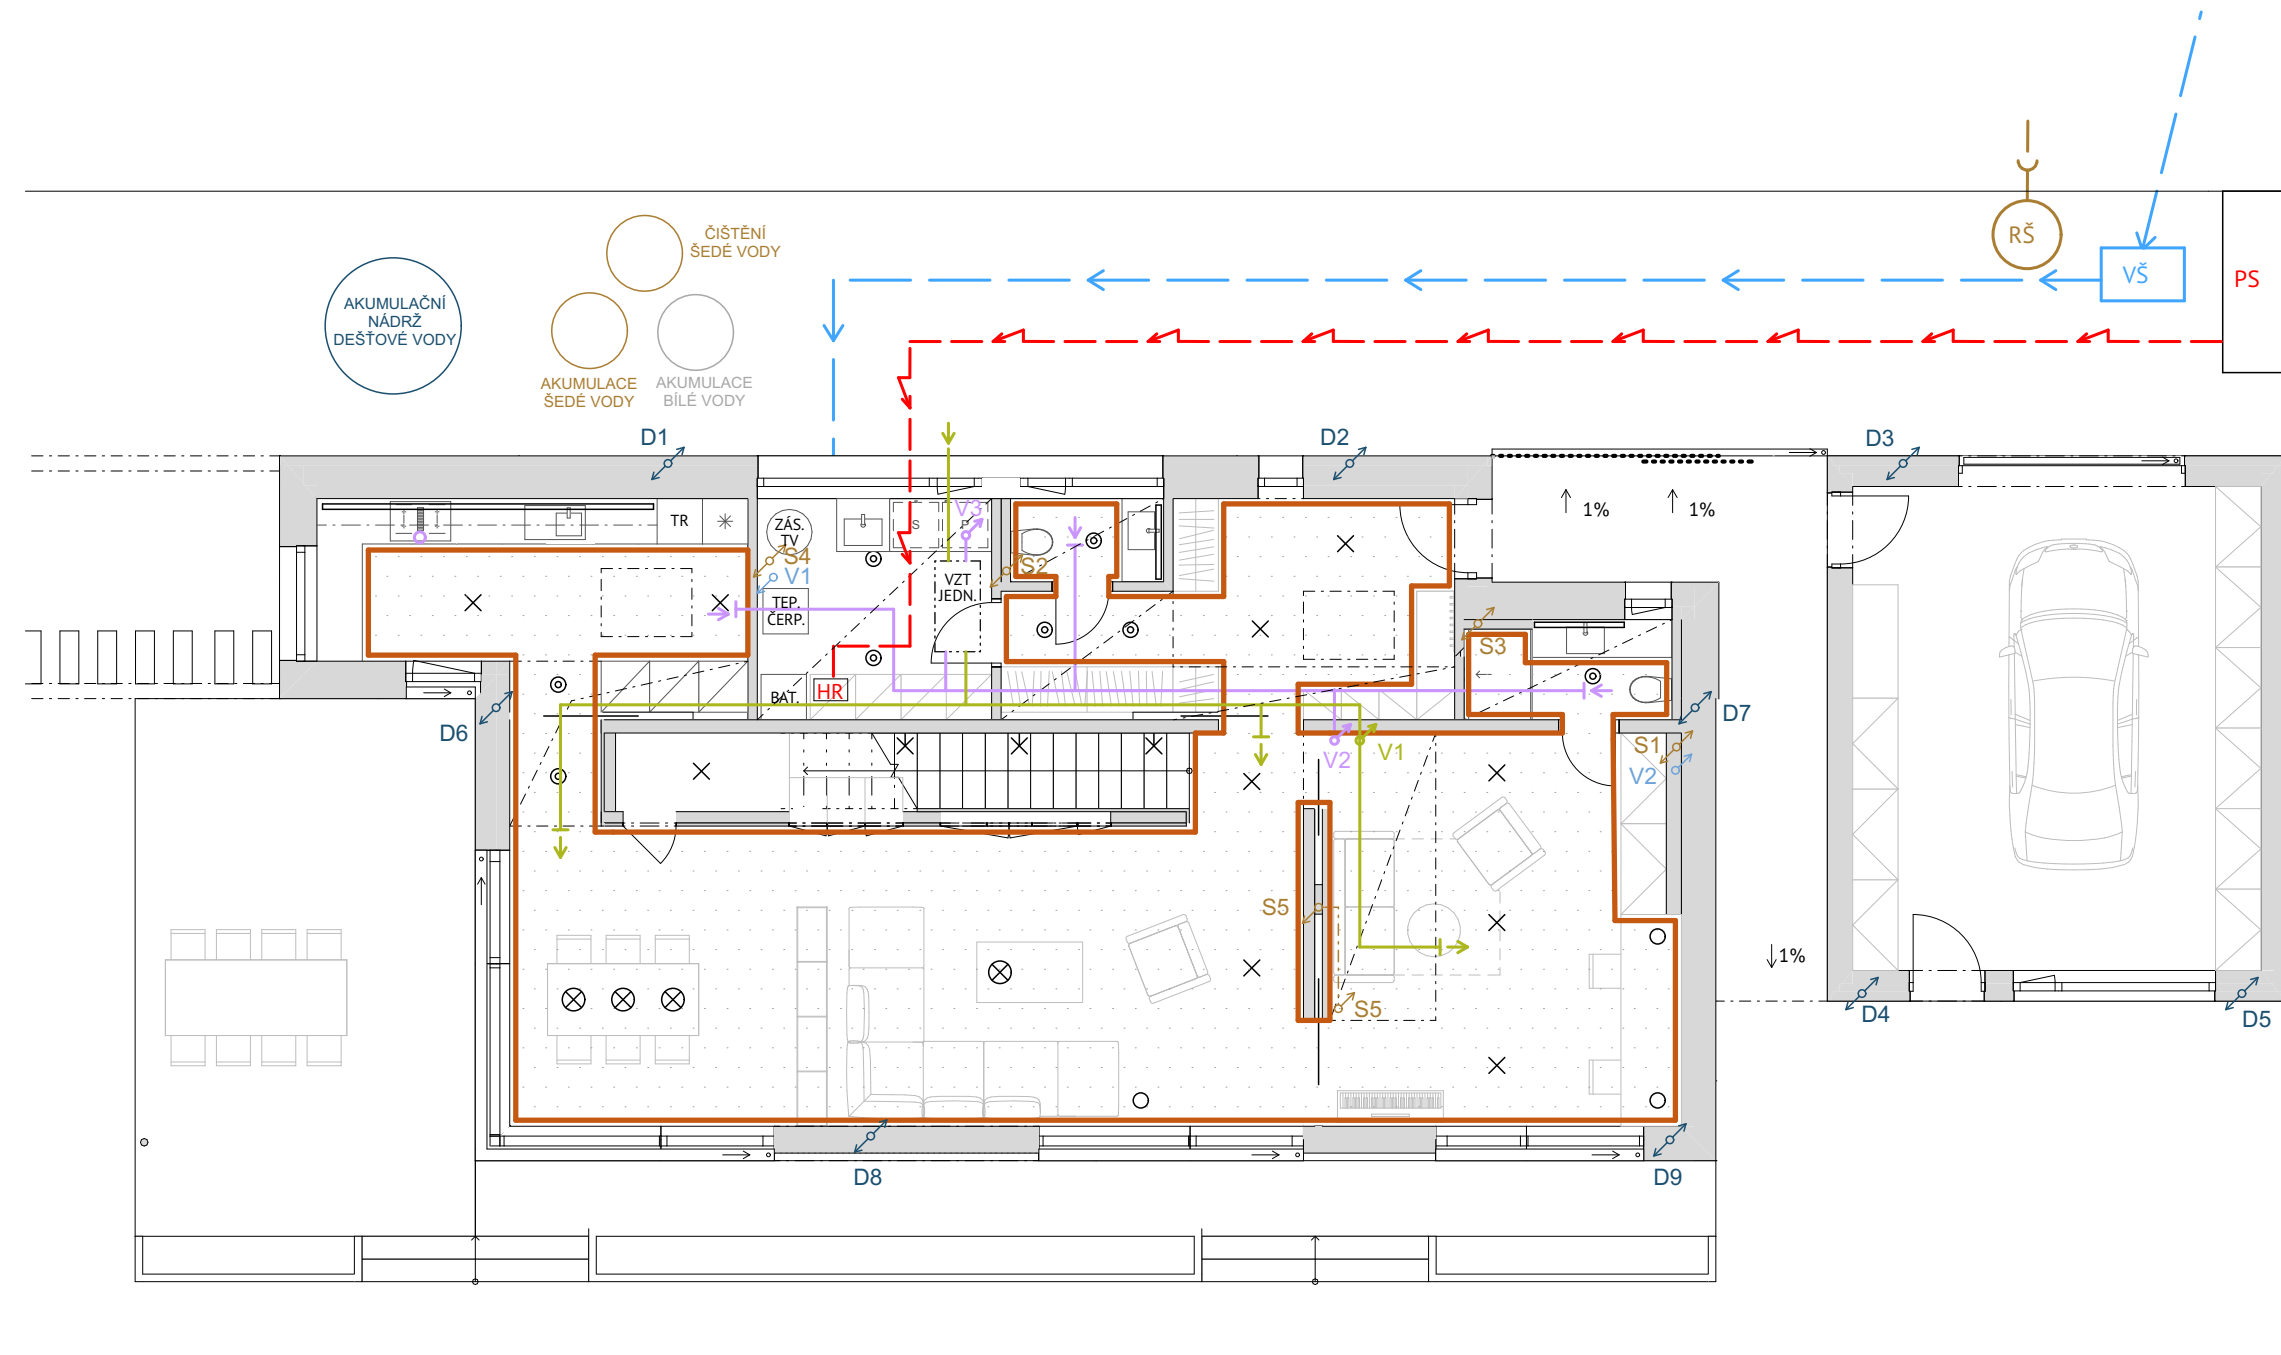 RŠ
ČIŠTĚNÍ
ŠEDÉ VODY
VŠ
PS
AKUMULAČNÍ
NÁDRŽ
DEŠŤOVÉ VODY
AKUMULACE
ŠEDÉ VODY
AKUMULACE
BÍLÉ VODY
D1
D2
D3
V3
1%
1%
TR
ZÁS.
TV
S
P
S4
V1
S2
VZT
JEDN.
TEP.
ČERP.
S3
BAT.
HR
D6
D7
V2
V1
S1
V2
S5
1%
S5
D4
D5
D8
D9